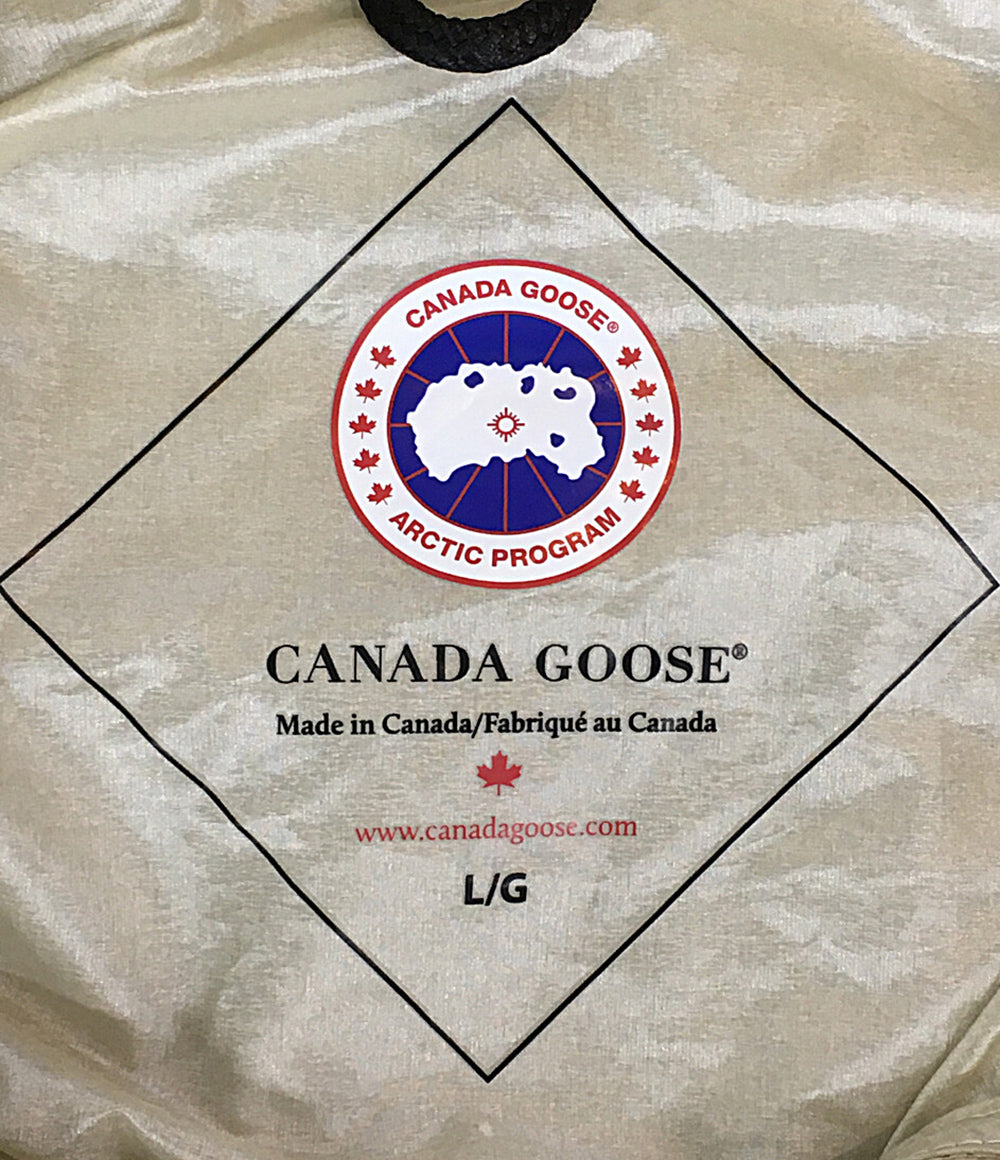 CANADA GOOSE®
ARCTIC PROGRAM
CANADA GOOSE®
Made in Canada/Fabriqué au Canada
www.canadagoose.com
L/G